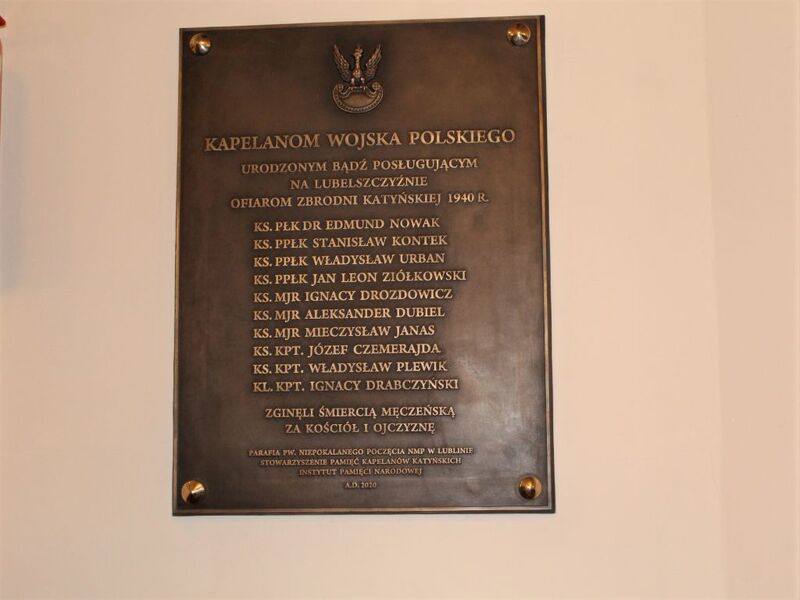 KAPELANOM WOJSKA POLSKIEGO
URODZONYM BĄDŹ POSŁUGUJĄCYM
NA LUBELSZCZYŹNIE
OFIAROM ZBRODNI KATYŃSKIEJ 1940 R.
KS. PŁK DR EDMUND NOWAK
KS. PPŁK STANISŁAW KONTEK
KS. PPŁK WŁADYSŁAW URBAN
KS. PPŁK JAN LEON ZIÓŁKOWSKI
KS. MJR IGNACY DROZDOWICZ
KS. MJR ALEKSANDER DUBIEL
KS. MJR MIECZYSŁAW JANAS
KS. KPT. JÓZEF CZEMERAJDA
KS. KPT. WŁADYSŁAW PLEWIK
KL. KPT. IGNACY DRABCZYŃSKI
ZGINĘLI ŚMIERCIĄ MĘCZEŃSKĄ
ZA KOŚCIÓŁ I OJCZYZNĘ
PARAFIA PW. NIEPOKALANEGO POCZĘCIA NMP W LUBLINIE
STOWARZYSZENIE PAMIĘĆ KAPELANÓW KATYŃSKICH
INSTYTUT PAMIĘCI NARODOWEJ
A.D. 2020